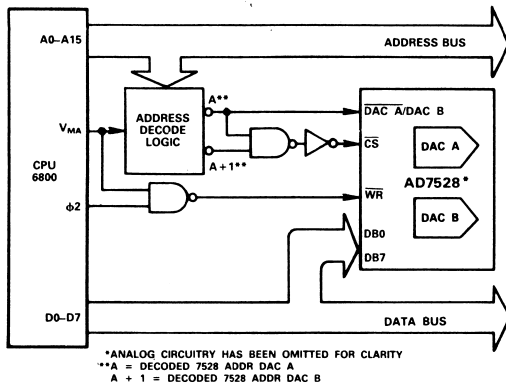 A0–A15
ADDRESS BUS
A**
ADDRESS
DECODE
LOGIC
VMA
A + 1**
DAC A/DAC B
CS
DAC A
CPU
6800
AD7528*
φ2
WR
DAC B
DB0
DB7
D0–D7
DATA BUS
*ANALOG CIRCUITRY HAS BEEN OMITTED FOR CLARITY
**A = DECODED 7528 ADDR DAC A
A + 1 = DECODED 7528 ADDR DAC B